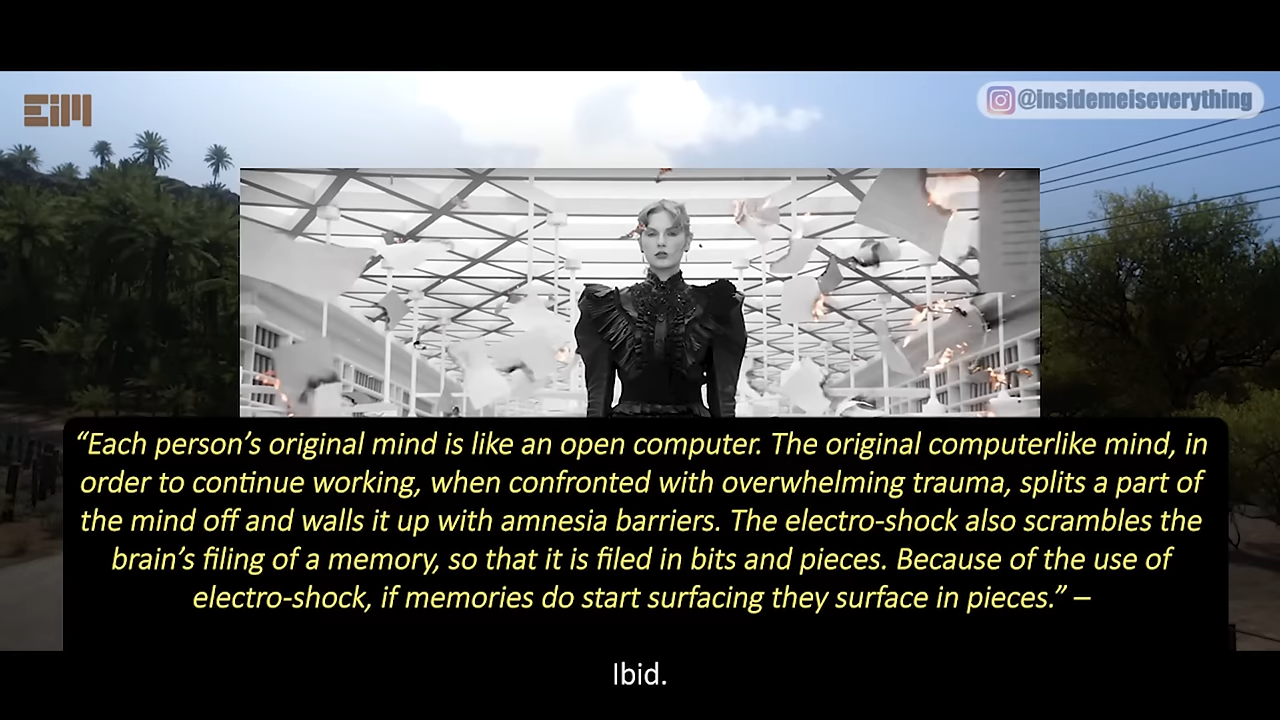 EIM
@insidemeiseverything
“Each person’s original mind is like an open computer. The original computerlike mind, in
order to continue working, when confronted with overwhelming trauma, splits a part of
the mind off and walls it up with amnesia barriers. The electro-shock also scrambles the
brain’s filing of a memory, so that it is filed in bits and pieces. Because of the use of
electro-shock, if memories do start surfacing they surface in pieces.” –
Ibid.